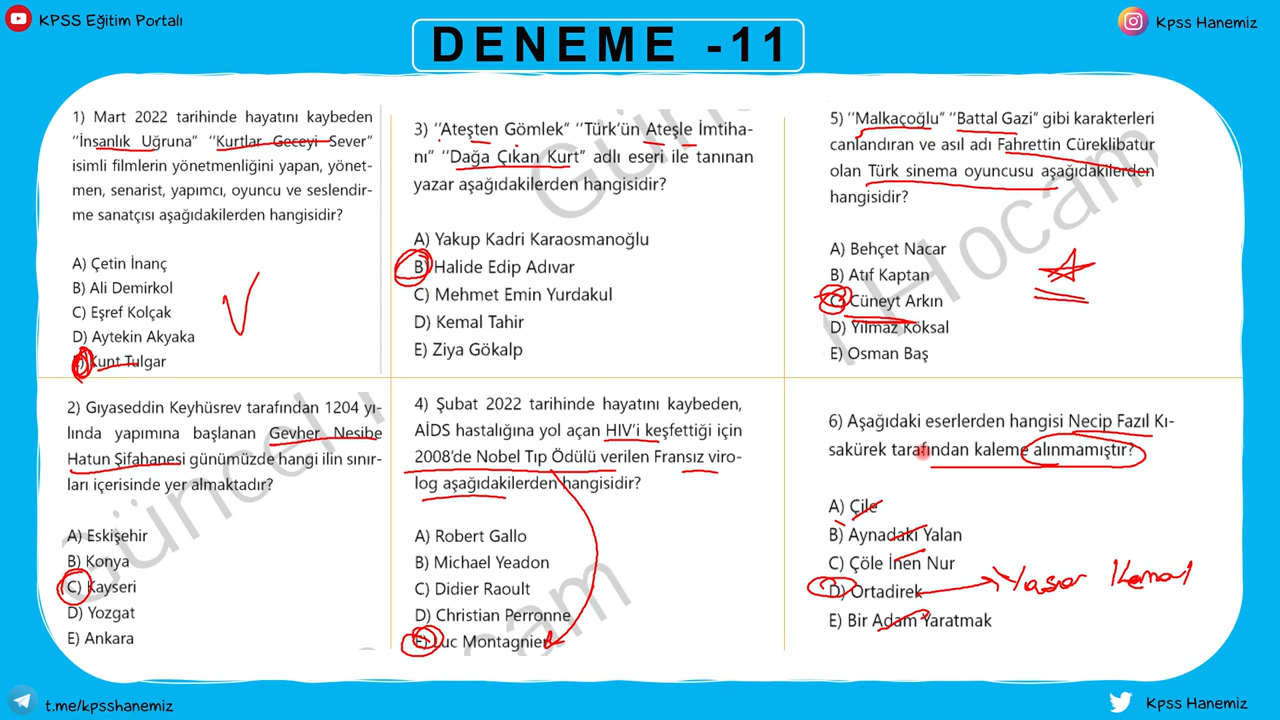 KPSS Eğitim Portalı
DENEME -11
Kpss Hanemiz
1) Mart 2022 tarihinde hayatını kaybeden
‘‘İnsanlık Uğruna’’ ‘‘Kurtlar Geceyi Sever’’
isimli filmlerin yönetmenliğini yapan, yönet-
men, senarist, yapımcı, oyuncu ve seslendir-
me sanatçısı aşağıdakilerden hangisidir?
A) Çetin İnanç
B) Ali Demirkol
C) Eşref Kolçak
D) Aytekin Akyaka
E) Kunt Tulgar
2) Gıyaseddin Keyhüsrev tarafından 1204 yı-
lında yapımına başlanan Gevher Nesibe
Hatun Şifahanesi günümüzde hangi ilin sınır-
ları içerisinde yer almaktadır?
A) Eskişehir
B) Konya
C) Kayseri
D) Yozgat
E) Ankara
3) ‘‘Ateşten Gömlek’’ ‘‘Türk’ün Ateşle İmtiha-
nı’’ ‘‘Dağa Çıkan Kurt’’ adlı eseri ile tanınan
yazar aşağıdakilerden hangisidir?
A) Yakup Kadri Karaosmanoğlu
B) Halide Edip Adıvar
C) Mehmet Emin Yurdakul
D) Kemal Tahir
E) Ziya Gökalp
4) Şubat 2022 tarihinde hayatını kaybeden,
AİDS hastalığına yol açan HIV’i keşfettiği için
2008’de Nobel Tıp Ödülü verilen Fransız viro-
log aşağıdakilerden hangisidir?
A) Robert Gallo
B) Michael Yeadon
C) Didier Raoult
D) Christian Perronne
E) Luc Montagnier
5) ‘‘Malkaçoğlu’’ ‘‘Battal Gazi’’ gibi karakterleri
canlandıran ve asıl adı Fahrettin Cüreklibatur
olan Türk sinema oyuncusu aşağıdakilerden
hangisidir?
A) Behçet Nacar
B) Atıf Kaptan
C) Cüneyt Arkın
D) Yılmaz Köksal
E) Osman Baş
6) Aşağıdaki eserlerden hangisi Necip Fazıl Kı-
sakürek tarafından kaleme alınmamıştır?
A) Çile
B) Aynadaki Yalan
C) Çöle İnen Nur
D) Ortadirek
Yaşar Kemal
E) Bir Adam Yaratmak
Güncel
Hocam
t.me/kpsshanemiz
Kpss Hanemiz